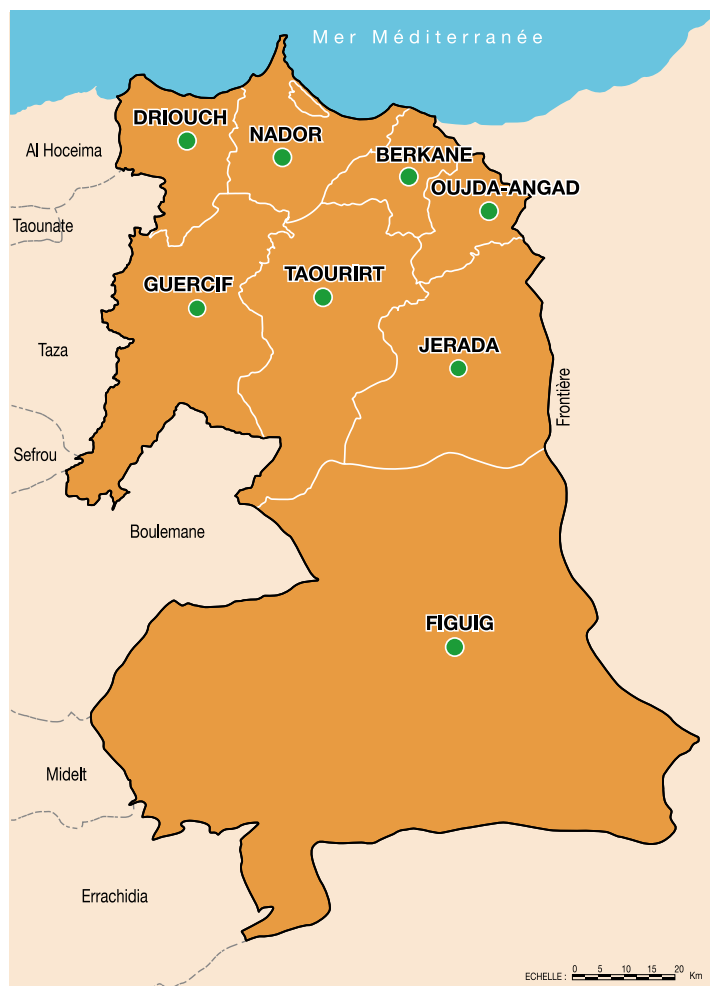 Mer Méditerranée
DRIOUCH
NADOR
Al Hoceima
BERKANE
OUJDA-ANGAD
Taounate
GUERCIF
TAOURIRT
Taza
JERADA
Frontière
Sefrou
Boulemane
FIGUIG
Midelt
Errachidia
ECHELLE : 0 5 10 15 20 Km